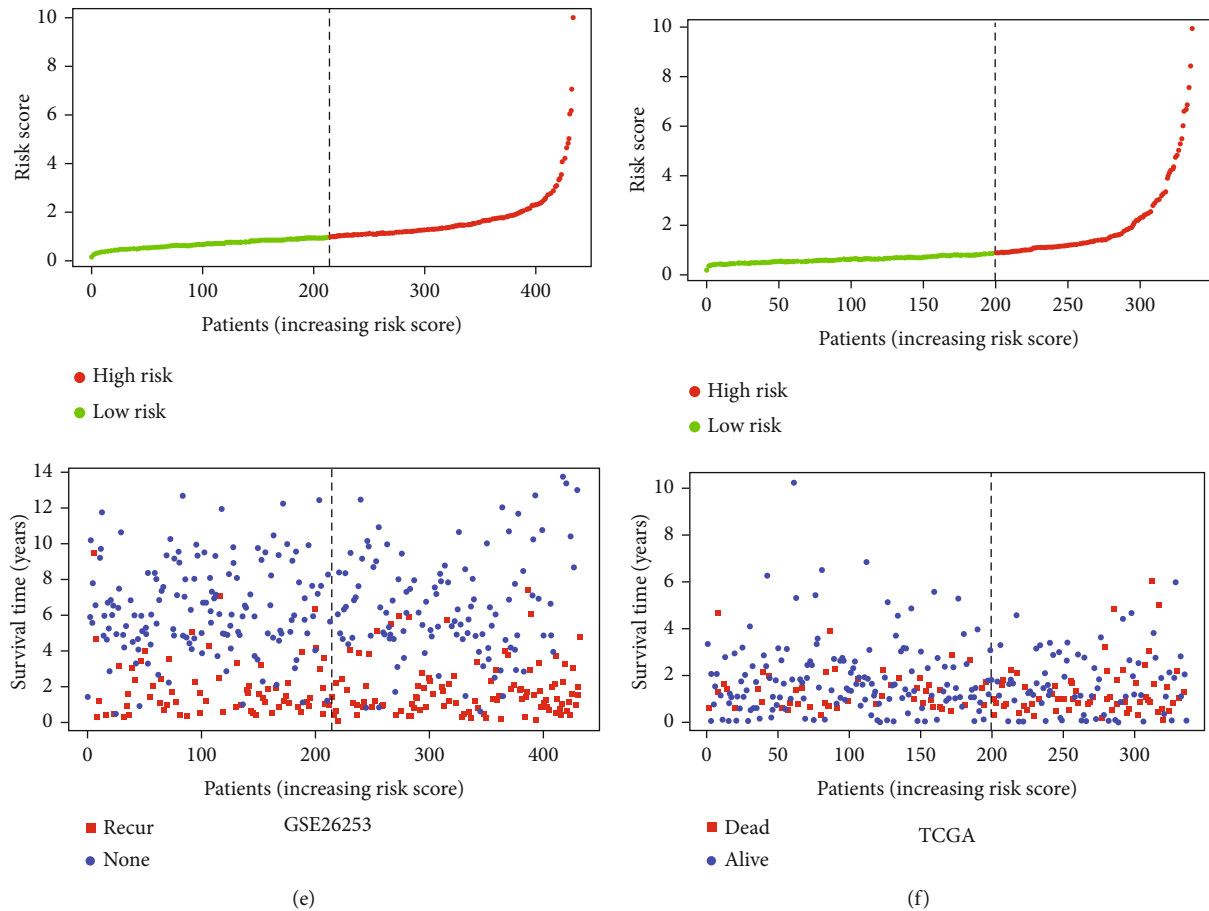 10
8
6
4
2
0
Risk score
0
100
200
300
400
Patients (increasing risk score)
High risk
Low risk
10
8
6
4
2
0
Risk score
0
50
100
150
200
250
300
Patients (increasing risk score)
High risk
Low risk
14
12
10
8
6
4
2
0
Survival time (years)
0
100
200
300
400
Patients (increasing risk score)
Recur
None
GSE26253
(e)
10
8
6
4
2
0
Survival time (years)
0
50
100
150
200
250
300
Patients (increasing risk score)
Dead
Alive
TCGA
(f)